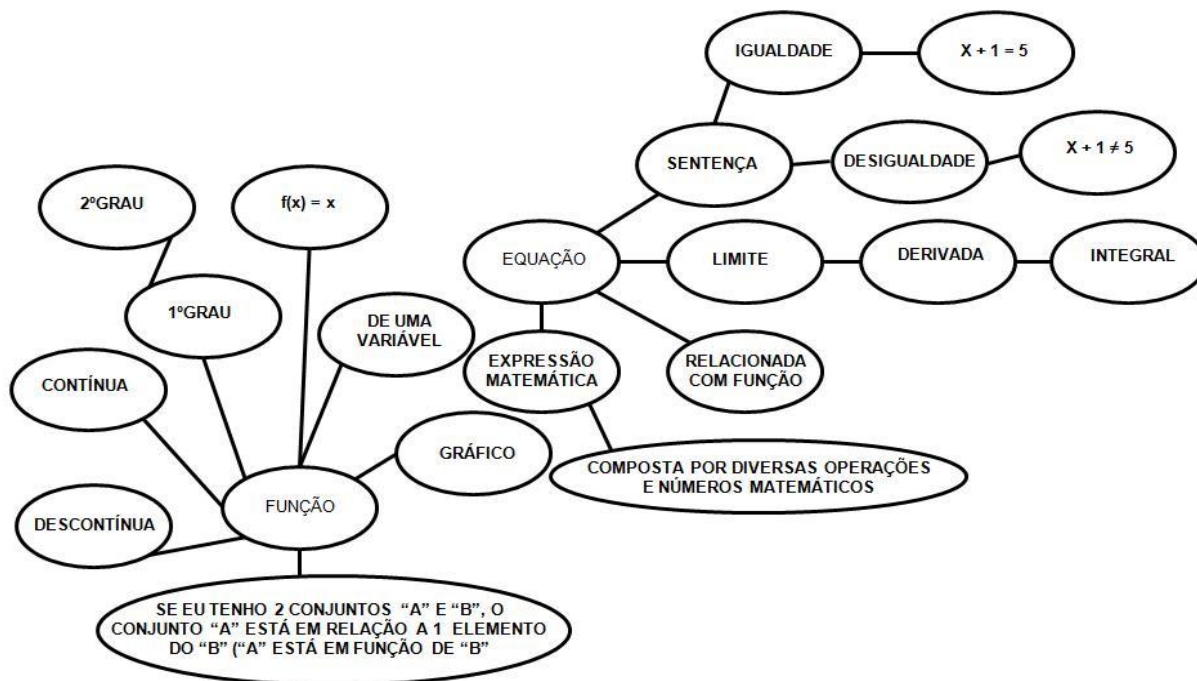 IGUALDADE
X + 1 = 5
SENTENÇA
DESIGUALDADE
X + 1 ≠ 5
2ºGRAU
f(x) = x
EQUAÇÃO
LIMITE
DERIVADA
INTEGRAL
1ºGRAU
DE UMA
VARIÁVEL
EXPRESSÃO
MATEMÁTICA
RELACIONADA
COM FUNÇÃO
CONTÍNUA
GRÁFICO
COMPOSTA POR DIVERSAS OPERAÇÕES
E NÚMEROS MATEMÁTICOS
FUNÇÃO
DESCONTÍNUA
SE EU TENHO 2 CONJUNTOS “A” E “B”, O
CONJUNTO “A” ESTÁ EM RELAÇÃO A 1 ELEMENTO
DO “B” (“A” ESTÁ EM FUNÇÃO DE “B”